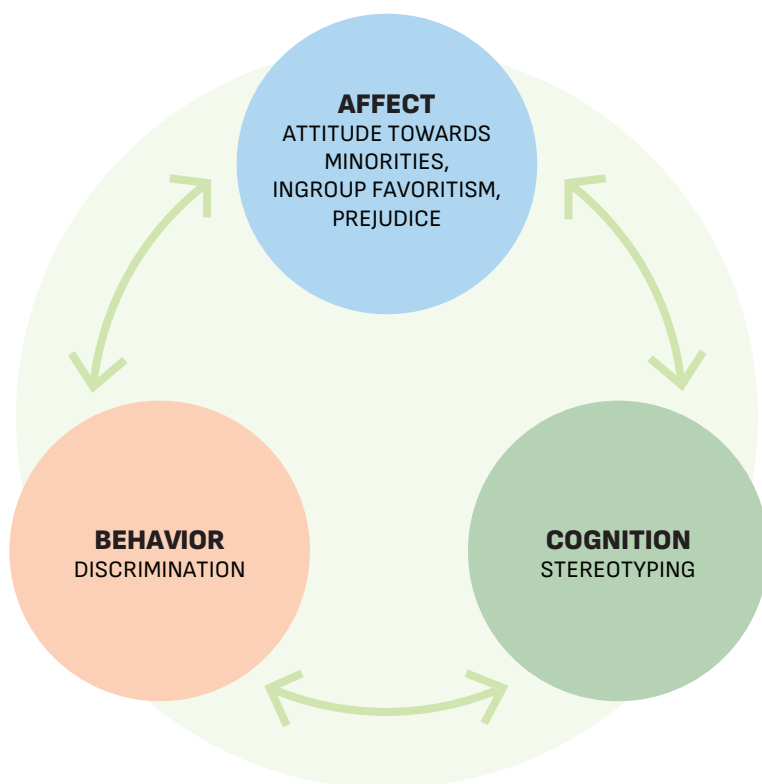 AFFECT
ATTITUDE TOWARDS
MINORITIES,
INGROUP FAVORITISM,
PREJUDICE
BEHAVIOR
DISCRIMINATION
COGNITION
STEREOTYPING